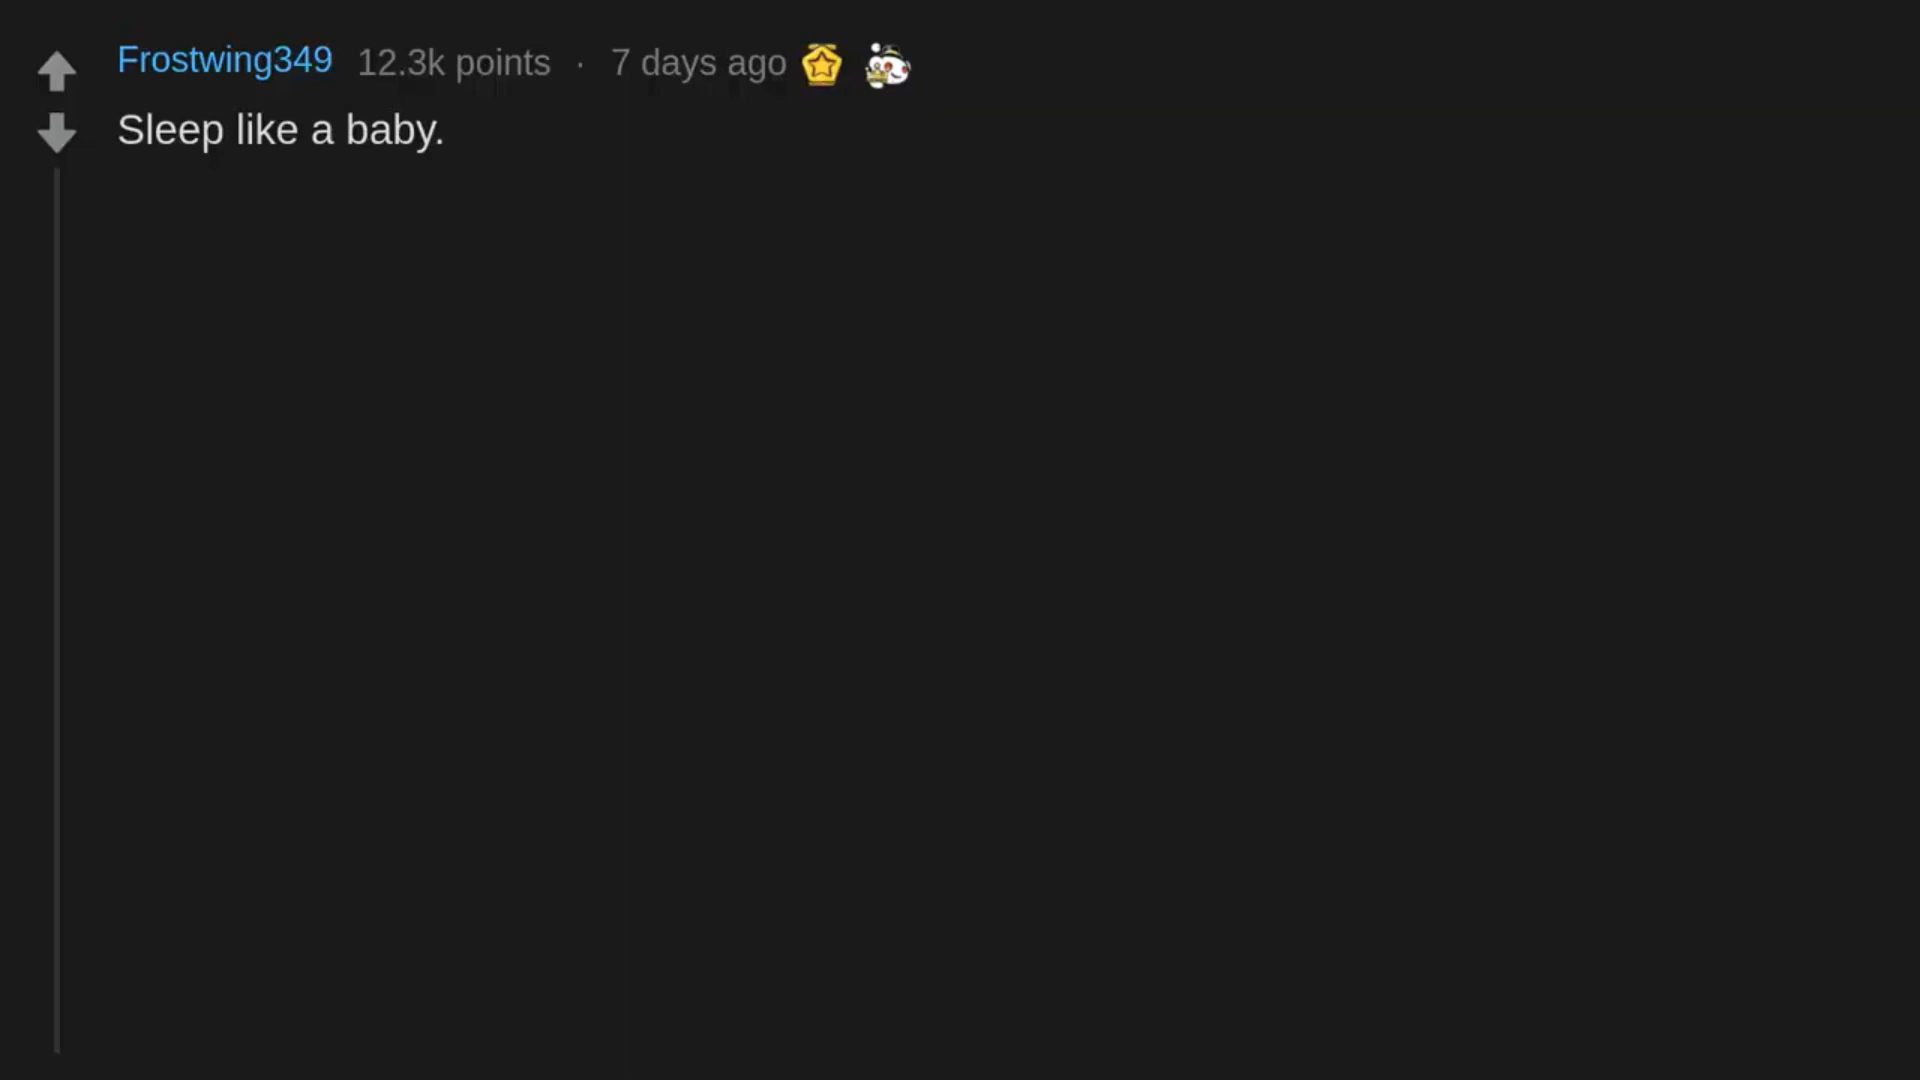 Frostwing349 12.3k points · 7 days ago
Sleep like a baby.